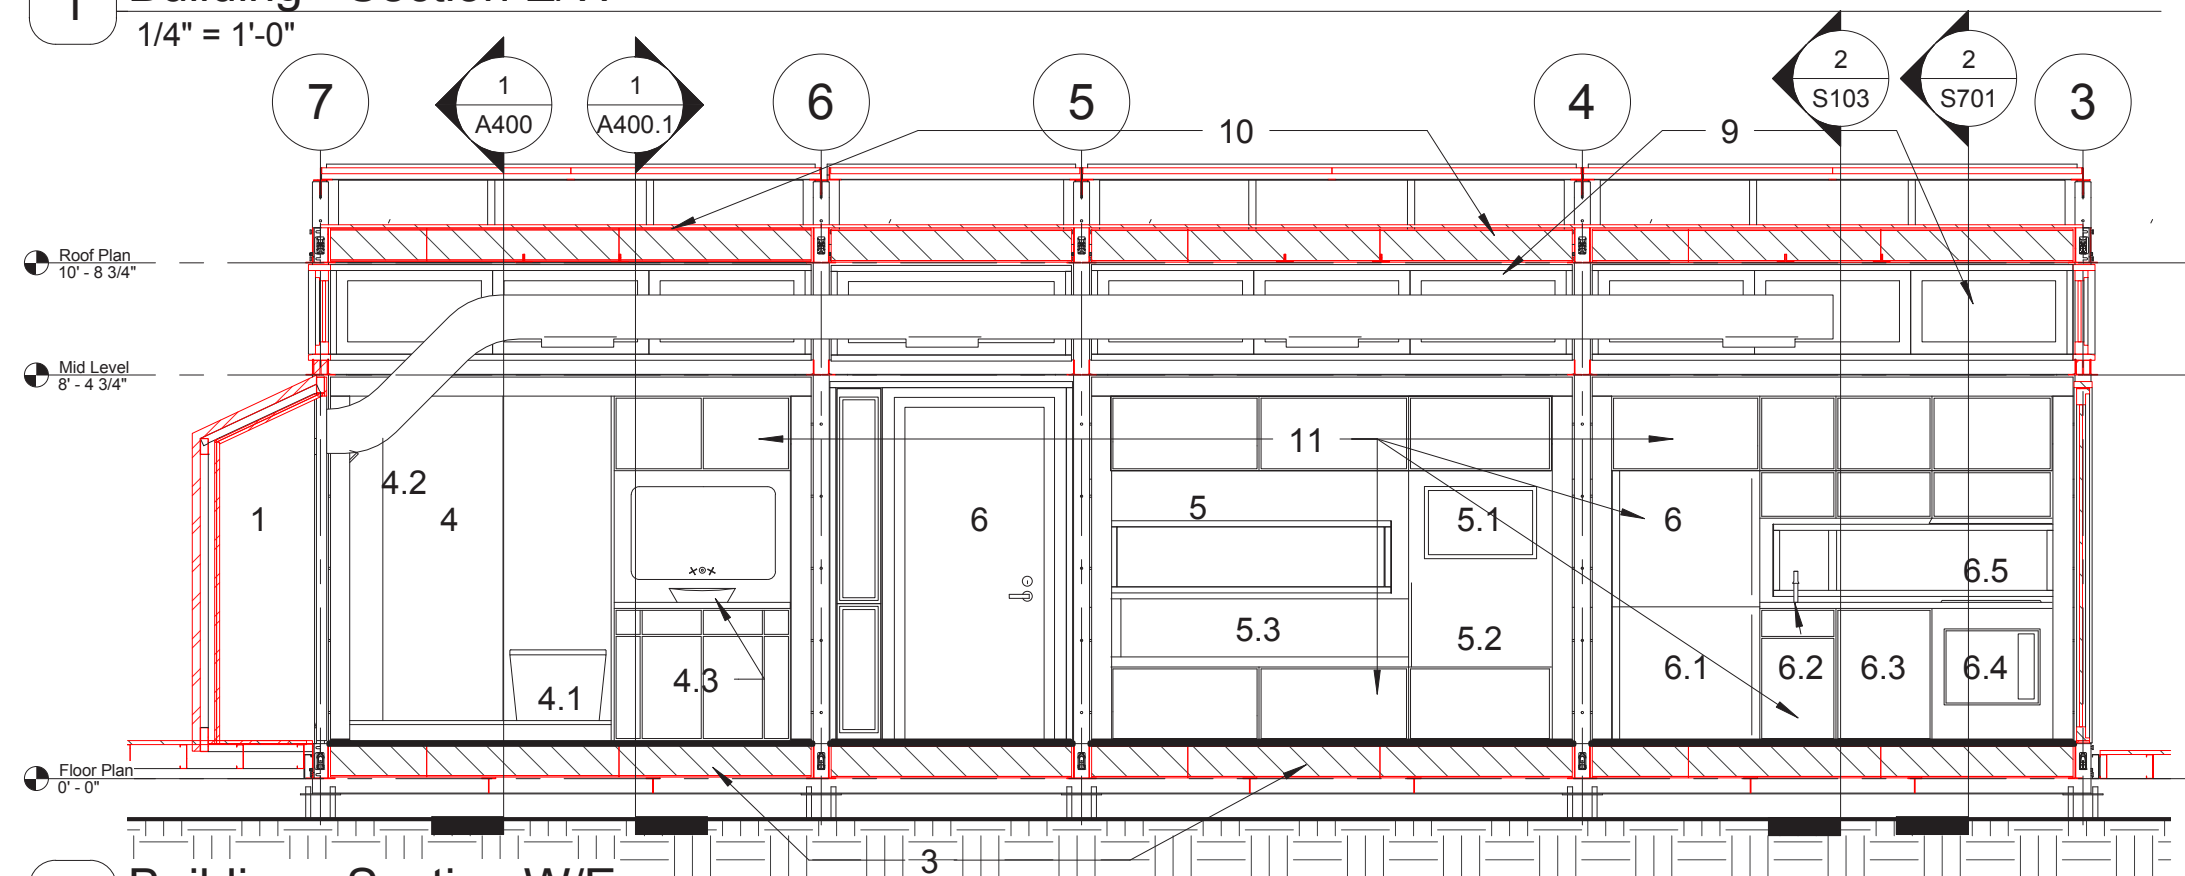 1
1/4" = 1'-0"
7
1
A400
1
A400.1
6
5
4
2
S103
2
S701
3
10
9
Roof Plan
10' - 8 3/4"
Mid Level
8' - 4 3/4"
11
4.2
1
4
6
5
5.1
6
6.5
5.3
5.2
4.1
4.3
6.1
6.2
6.3
6.4
Floor Plan
0' - 0"
3
Building - Section W/E